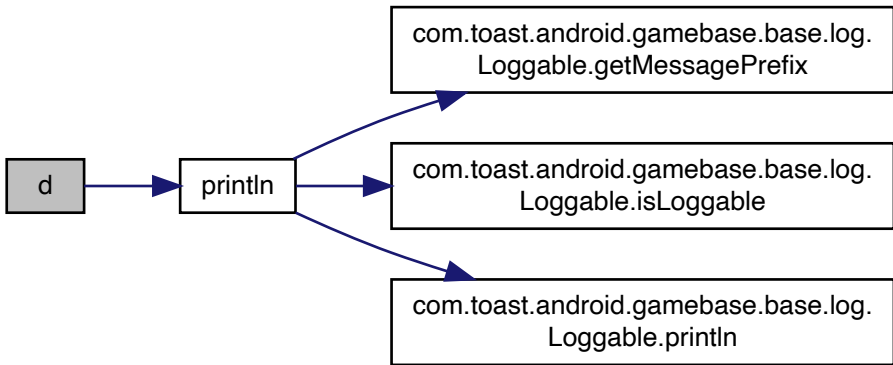 d
println
com.toast.android.gamebase.base.log.
Loggable.getMessagePrefix
com.toast.android.gamebase.base.log.
Loggable.isLoggable
com.toast.android.gamebase.base.log.
Loggable.println